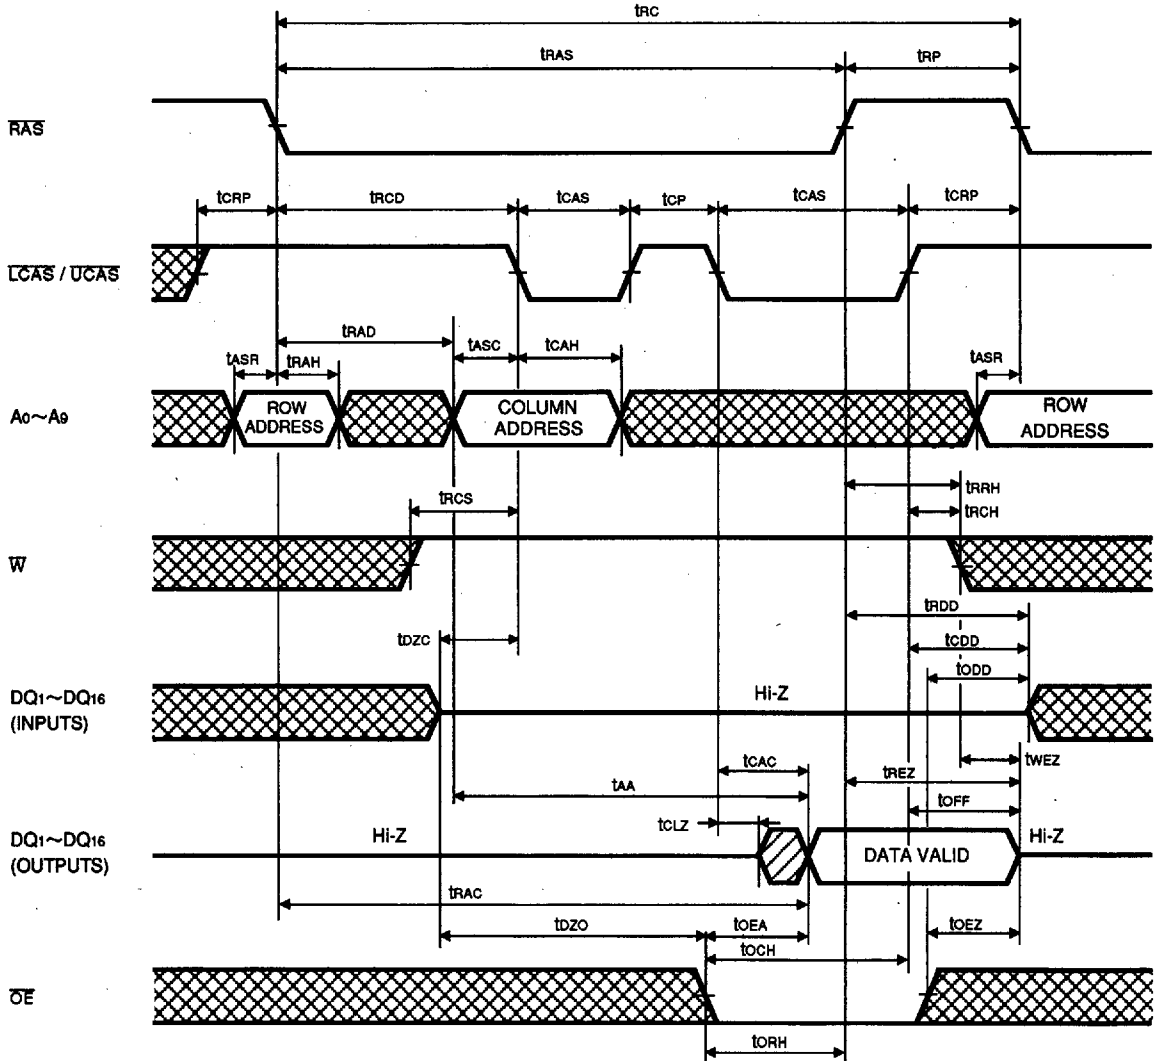 tRC
tRAS tRP
RAS
tCRP tRCD tCAS tCP tCAS tCRP
LCAS / UCAS
tRAD
tASC tCAH
tASR tRAH tASR
A0~A9 ROW ADDRESS COLUMN ADDRESS ROW ADDRESS
tRRH
tRCS
tRCH
W
tRDD
tDZC tCDD
tODD
DQ1~DQ16 Hi-Z
(INPUTS)
tWEZ
tCAC
tREZ
tAA
tOFF
tCLZ
DQ1~DQ16 Hi-Z Hi-Z
(OUTPUTS) DATA VALID
tRAC
tDZO tOEA tOEZ
tOCH
OE
tORH